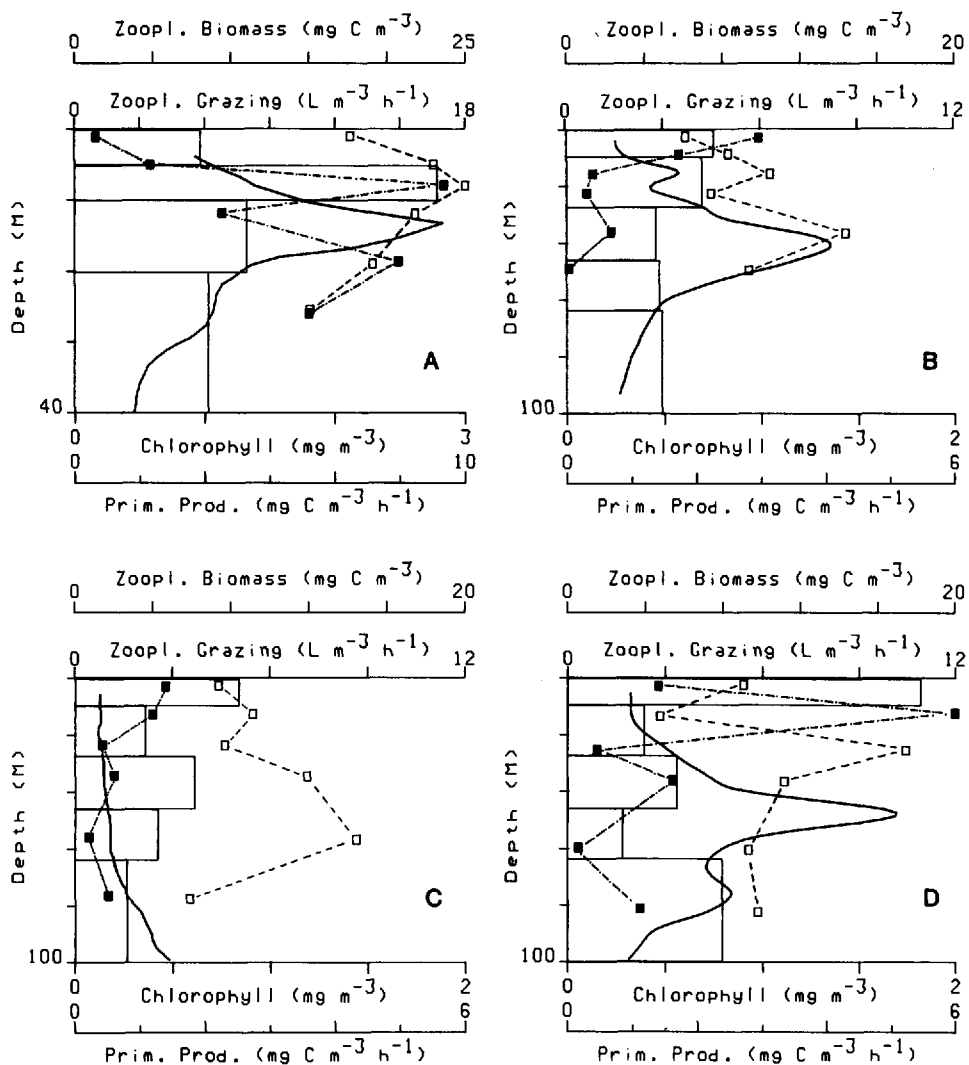 Zoopl. Biomass (mg C m⁻³)
0 25
Zoopl. Grazing (L m⁻³ h⁻¹)
0 18
Depth (M)
A
40
0 3
Chlorophyll (mg m⁻³)
0 10
Prim. Prod. (mg C m⁻³ h⁻¹)
Zoopl. Biomass (mg C m⁻³)
0 20
Zoopl. Grazing (L m⁻³ h⁻¹)
0 12
Depth (M)
B
100
0 2
Chlorophyll (mg m⁻³)
0 6
Prim. Prod. (mg C m⁻³ h⁻¹)
Zoopl. Biomass (mg C m⁻³)
0 20
Zoopl. Grazing (L m⁻³ h⁻¹)
0 12
Depth (M)
C
100
0 2
Chlorophyll (mg m⁻³)
0 6
Prim. Prod. (mg C m⁻³ h⁻¹)
Zoopl. Biomass (mg C m⁻³)
0 20
Zoopl. Grazing (L m⁻³ h⁻¹)
0 12
Depth (M)
D
100
0 2
Chlorophyll (mg m⁻³)
0 6
Prim. Prod. (mg C m⁻³ h⁻¹)